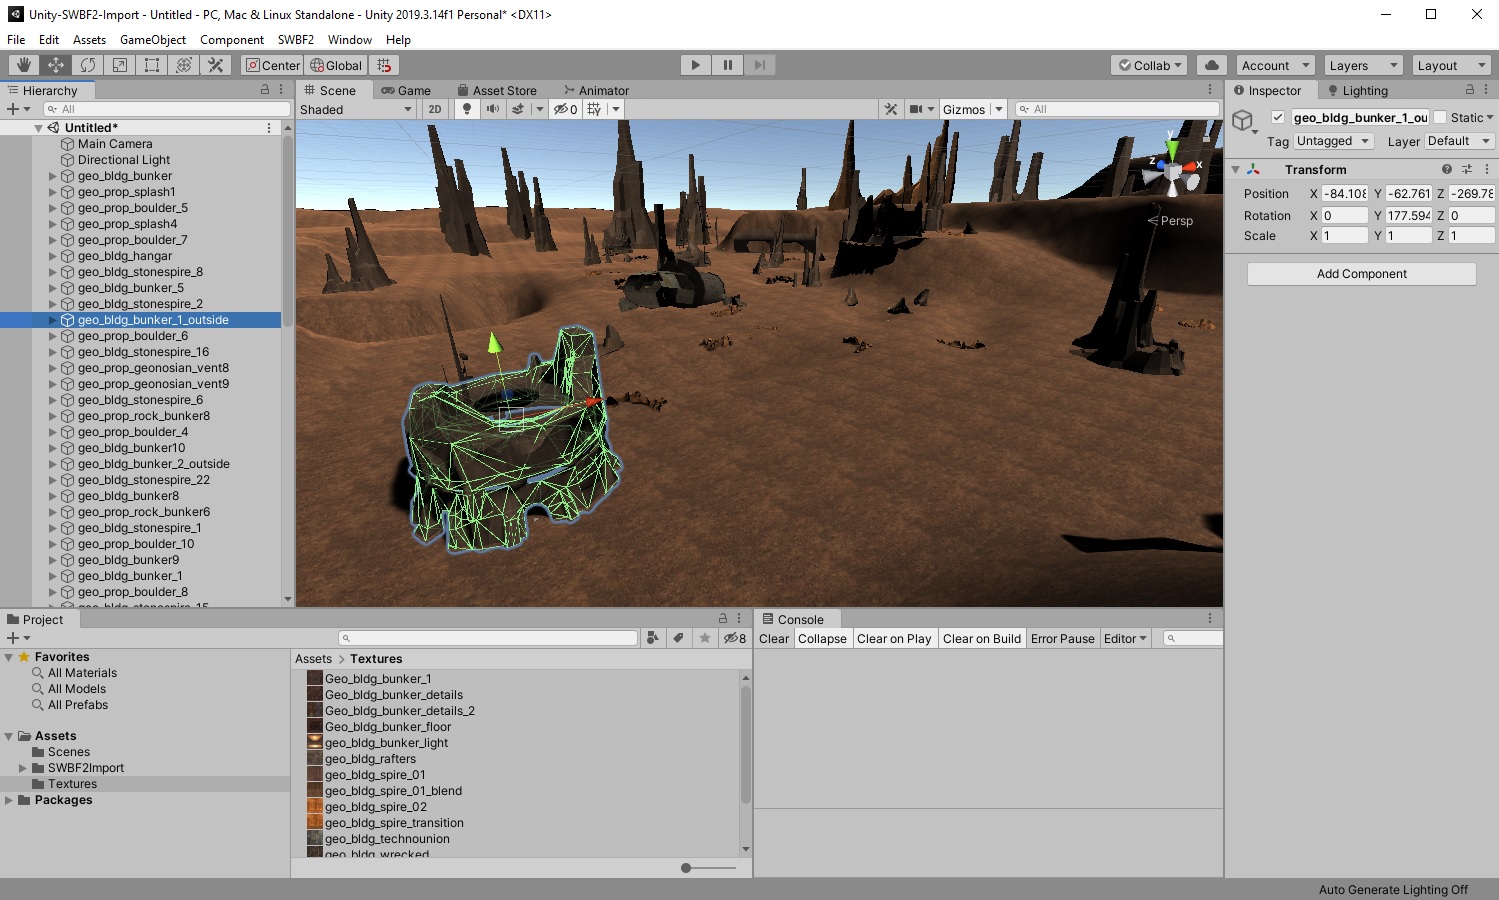 Unity-SWBF2-Import - Untitled - PC, Mac & Linux Standalone - Unity 2019.3.14f1 Personal* <DX11>
File Edit Assets GameObject Component SWBF2 Window Help
Center Global Collab Account Layers Layout
Hierarchy
All
Untitled*
Main Camera
Directional Light
geo_bldg_bunker
geo_prop_splash1
geo_prop_boulder_5
geo_prop_splash4
geo_prop_boulder_7
geo_bldg_hangar
geo_bldg_stonespire_8
geo_bldg_bunker_5
geo_bldg_stonespire_2
geo_bldg_bunker_1_outside
geo_prop_boulder_6
geo_bldg_stonespire_16
geo_prop_geonosian_vent8
geo_prop_geonosian_vent9
geo_bldg_stonespire_6
geo_prop_rock_bunker8
geo_prop_boulder_4
geo_bldg_bunker10
geo_bldg_bunker_2_outside
geo_bldg_stonespire_22
geo_bldg_bunker8
geo_prop_rock_bunker6
geo_bldg_stonespire_1
geo_prop_boulder_10
geo_bldg_bunker9
geo_bldg_bunker_1
geo_prop_boulder_8
geo_bldg_stonespire_15
Scene Game Asset Store Animator
Shaded 2D 0 Gizmos All
y
z x
Persp
Inspector Lighting
geo_bldg_bunker_1_ou Static
Tag Untagged Layer Default
Transform
Position X -84.108 Y -62.761 Z -269.78
Rotation X 0 Y 177.594 Z 0
Scale X 1 Y 1 Z 1
Add Component
Project
8
Favorites
All Materials
All Models
All Prefabs
Assets
Scenes
SWBF2Import
Textures
Packages
Assets > Textures
Geo_bldg_bunker_1
Geo_bldg_bunker_details
Geo_bldg_bunker_details_2
Geo_bldg_bunker_floor
geo_bldg_bunker_light
geo_bldg_rafters
geo_bldg_spire_01
geo_bldg_spire_01_blend
geo_bldg_spire_02
geo_bldg_spire_transition
geo_bldg_technounion
geo_bldg_wrecked
Console
Clear Collapse Clear on Play Clear on Build Error Pause Editor
Auto Generate Lighting Off